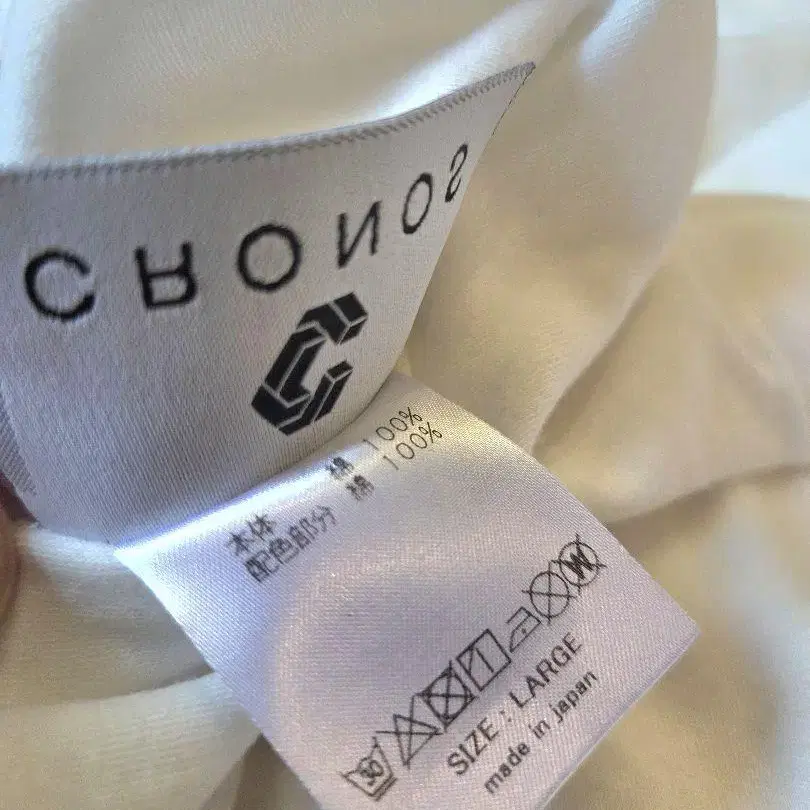 CRONOS
本体 綿 100%
配色部分 綿 100%
30
W
SIZE : LARGE
made in japan